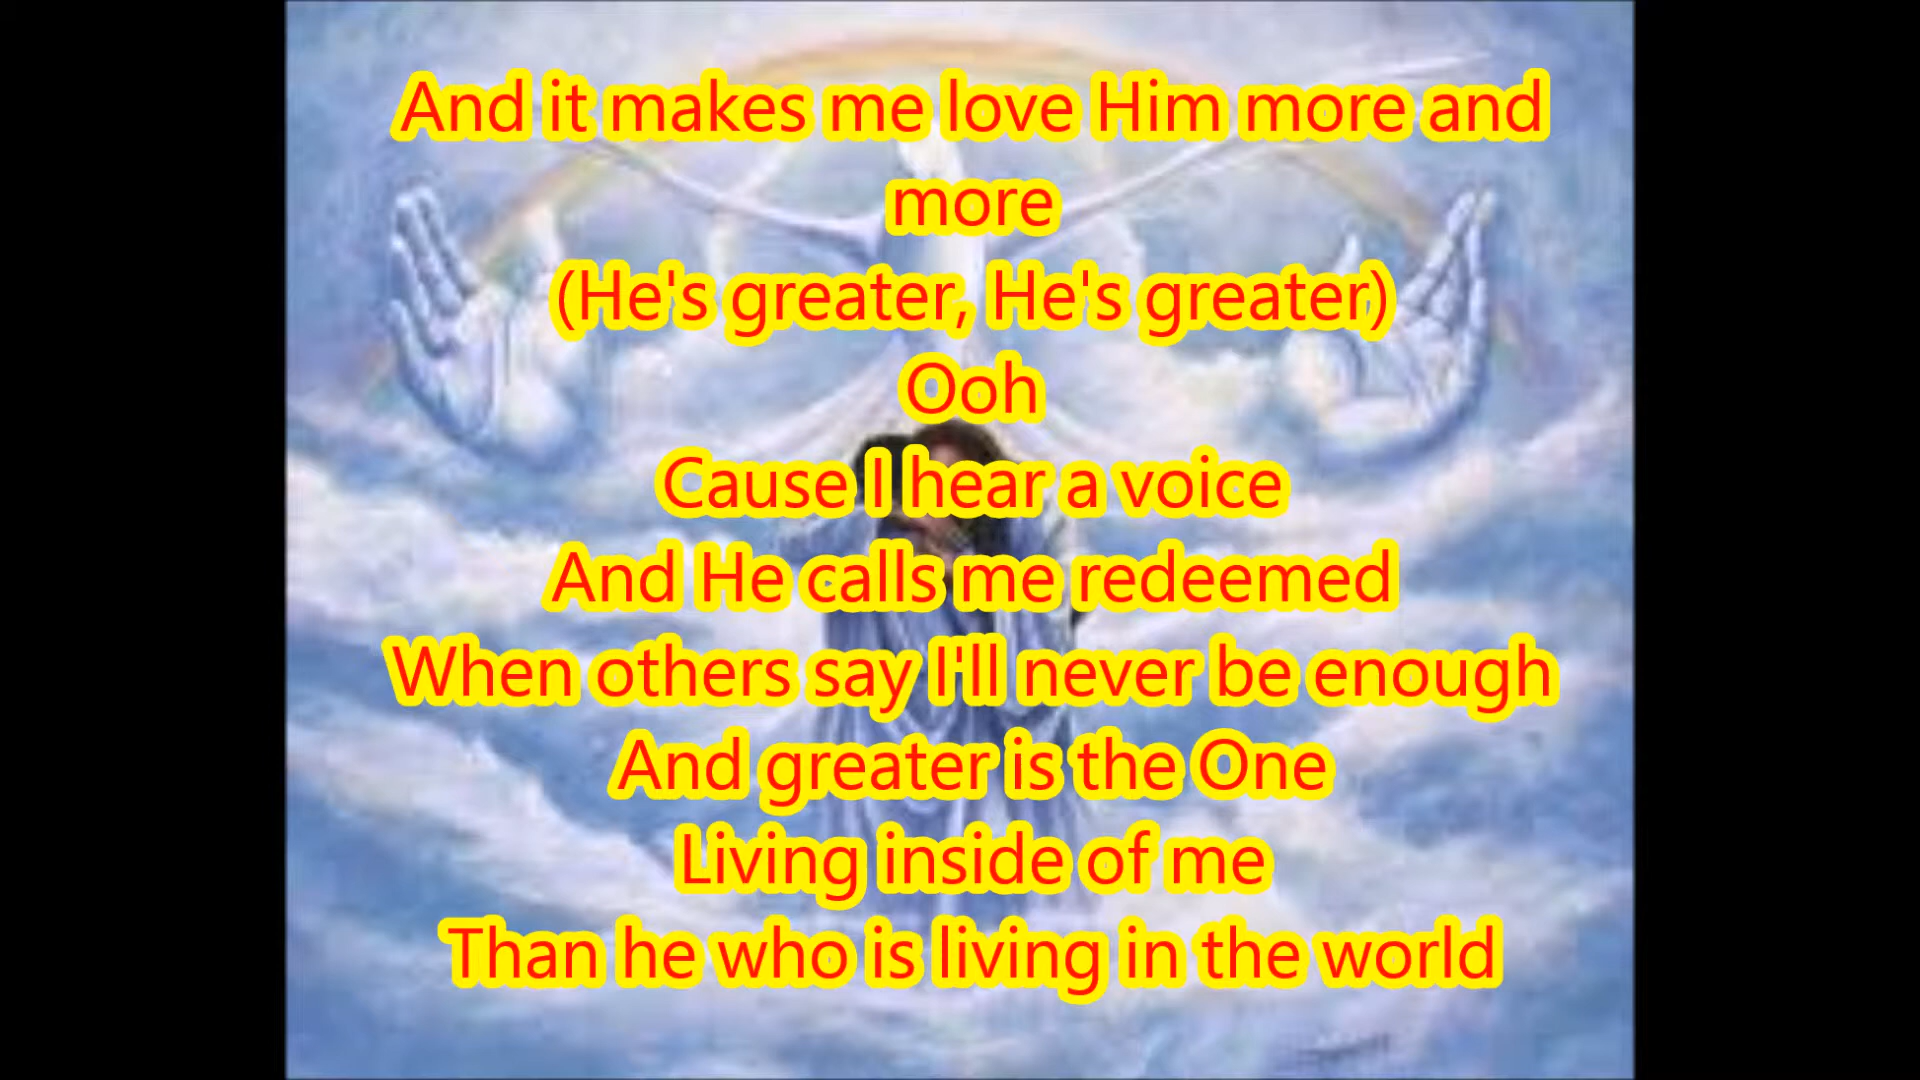 And it makes me love Him more and
more
(He's greater, He's greater)
Ooh
Cause I hear a voice
And He calls me redeemed
When others say I'll never be enough
And greater is the One
Living inside of me
Than he who is living in the world